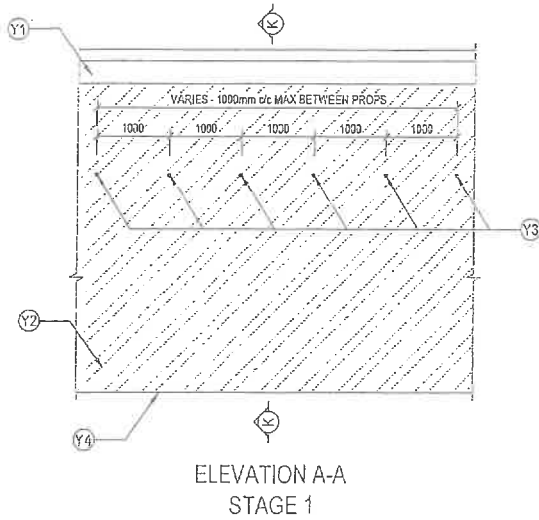 K
Y1
VARIES - 1000mm c/c MAX BETWEEN PROPS
1000 1000 1000 1000 1000
Y3
Y2
K
Y4
ELEVATION A-A
STAGE 1